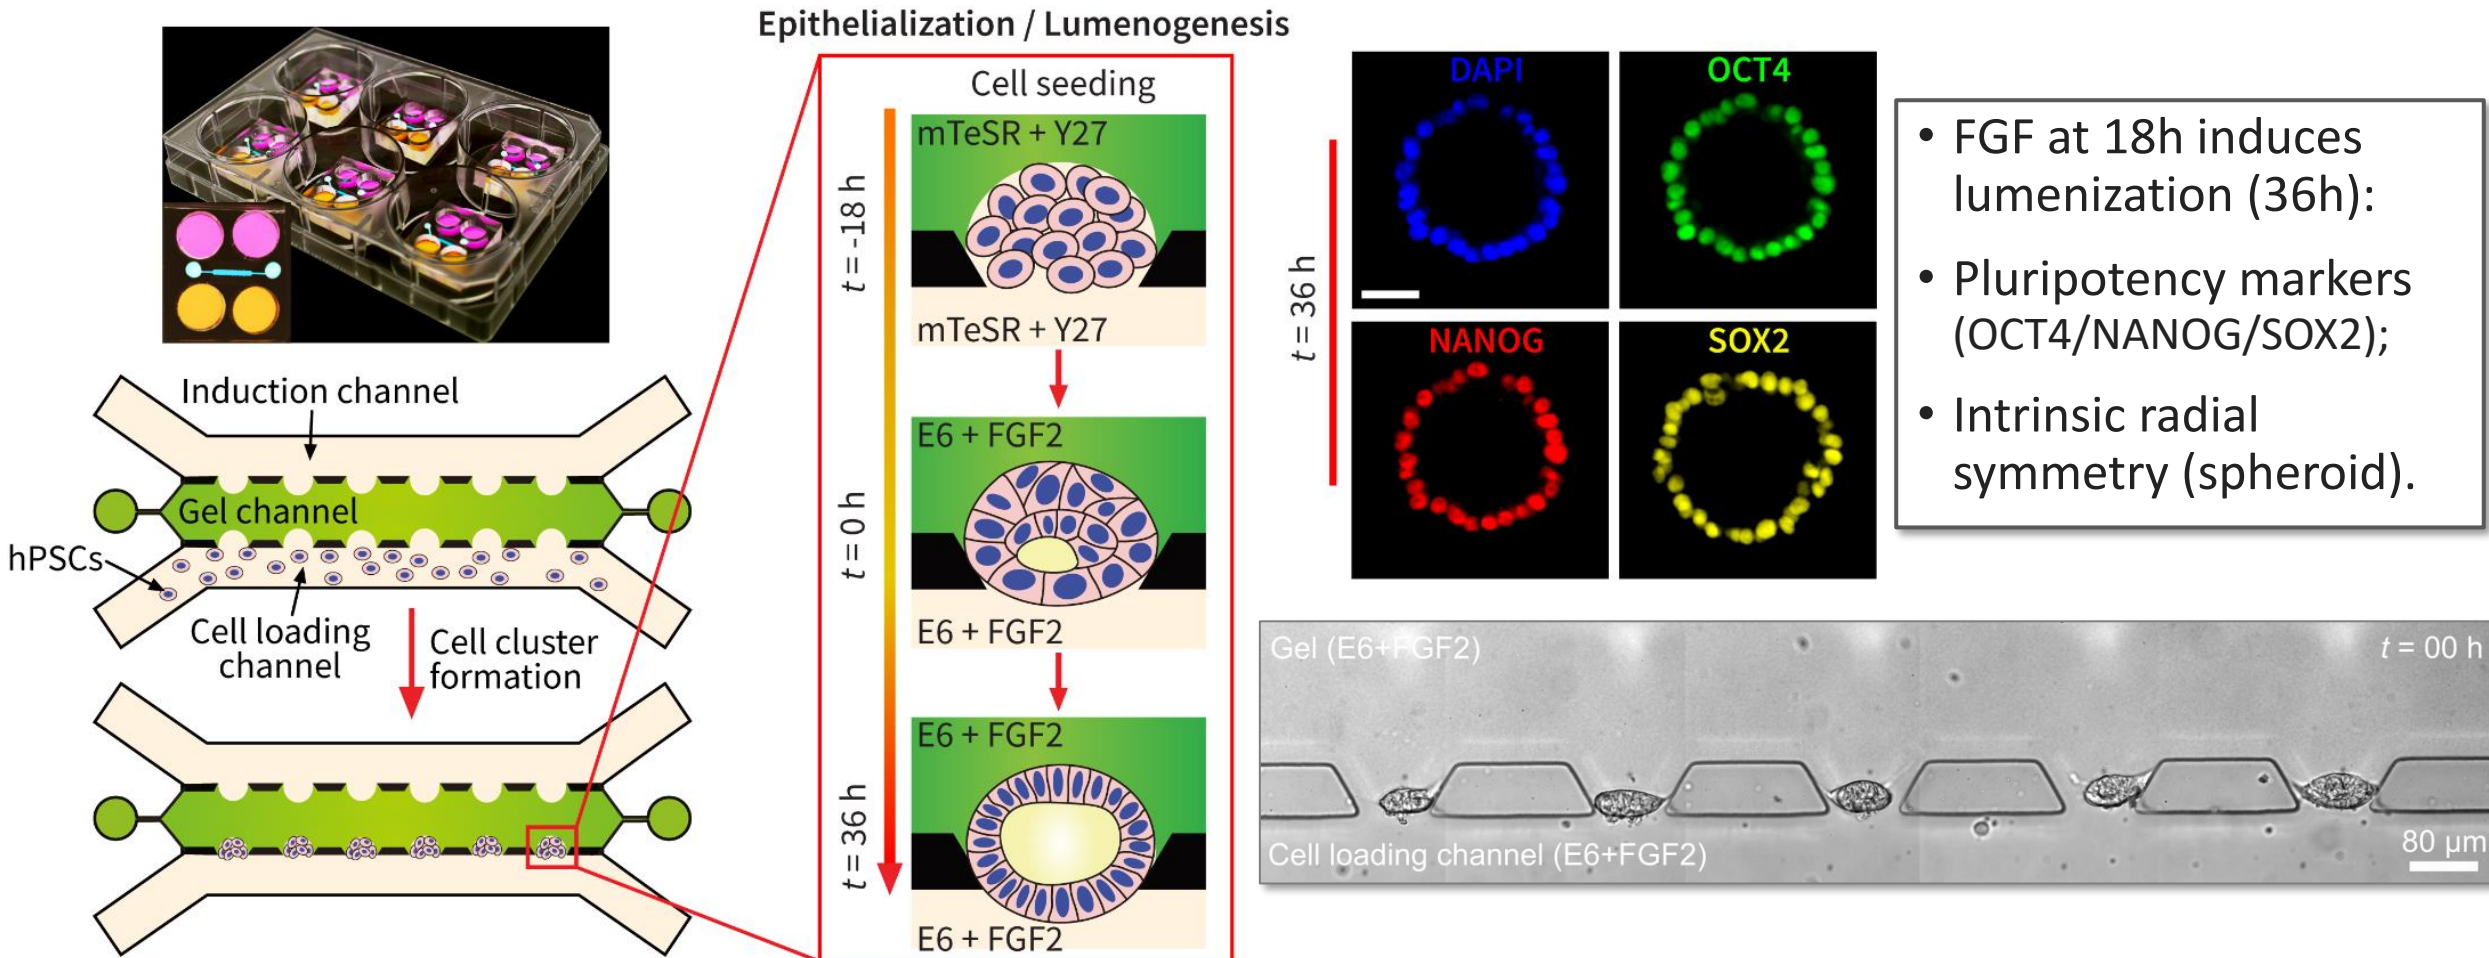 Epithelialization / Lumenogenesis
Induction channel
Gel channel
hPSCs
Cell loading
channel
Cell cluster
formation
Cell seeding
t = -18 h
mTeSR + Y27
mTeSR + Y27
t = 0 h
E6 + FGF2
E6 + FGF2
t = 36 h
E6 + FGF2
E6 + FGF2
t = 36 h
DAPI
OCT4
NANOG
SOX2
• FGF at 18h induces
lumenization (36h):
• Pluripotency markers
(OCT4/NANOG/SOX2);
• Intrinsic radial
symmetry (spheroid).
Gel (E6+FGF2)
t = 00 h
Cell loading channel (E6+FGF2)
80 µm